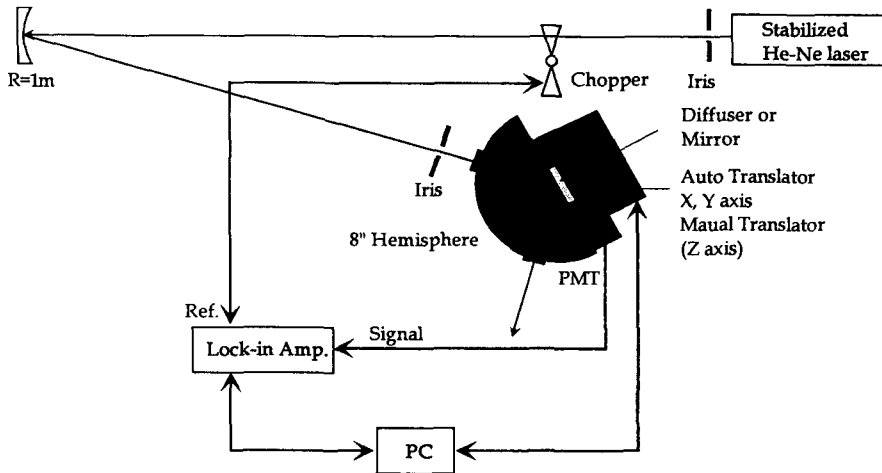 Stabilized
He-Ne laser
R=1m
Chopper
Iris
Diffuser or
Mirror
Iris
Auto Translator
X, Y axis
Maual Translator
(Z axis)
8" Hemisphere
PMT
Ref.
Signal
Lock-in Amp.
PC